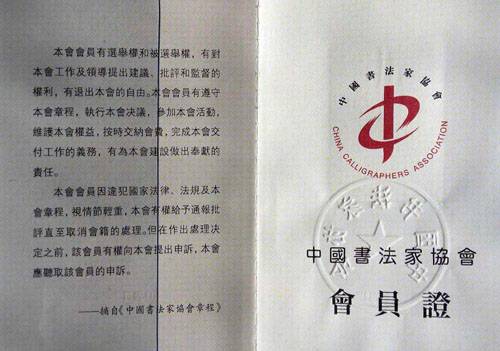 本會會員有選舉權和被選舉權，有對
本會工作及領導提出建議、批評和監督的
權利，有退出本會的自由。本會會員有遵守
本會章程，執行本會決議，參加本會活動，
維護本會權益，按時交納會費，完成本會交
付工作的義務，有為本會建設做出奉獻的
責任。
本會會員因違犯國家法律、法規及本
會章程，視情節輕重，本會有權給予通報批
評直至取消會籍的處理。但在作出處理決
定之前，該會員有權向本會提出申訴，本會
應聽取該會員的申訴。
——摘自《中國書法家協會章程》
中國書法家協會
CHINA CALLIGRAPHERS ASSOCIATION
中國書法家協會
會員證